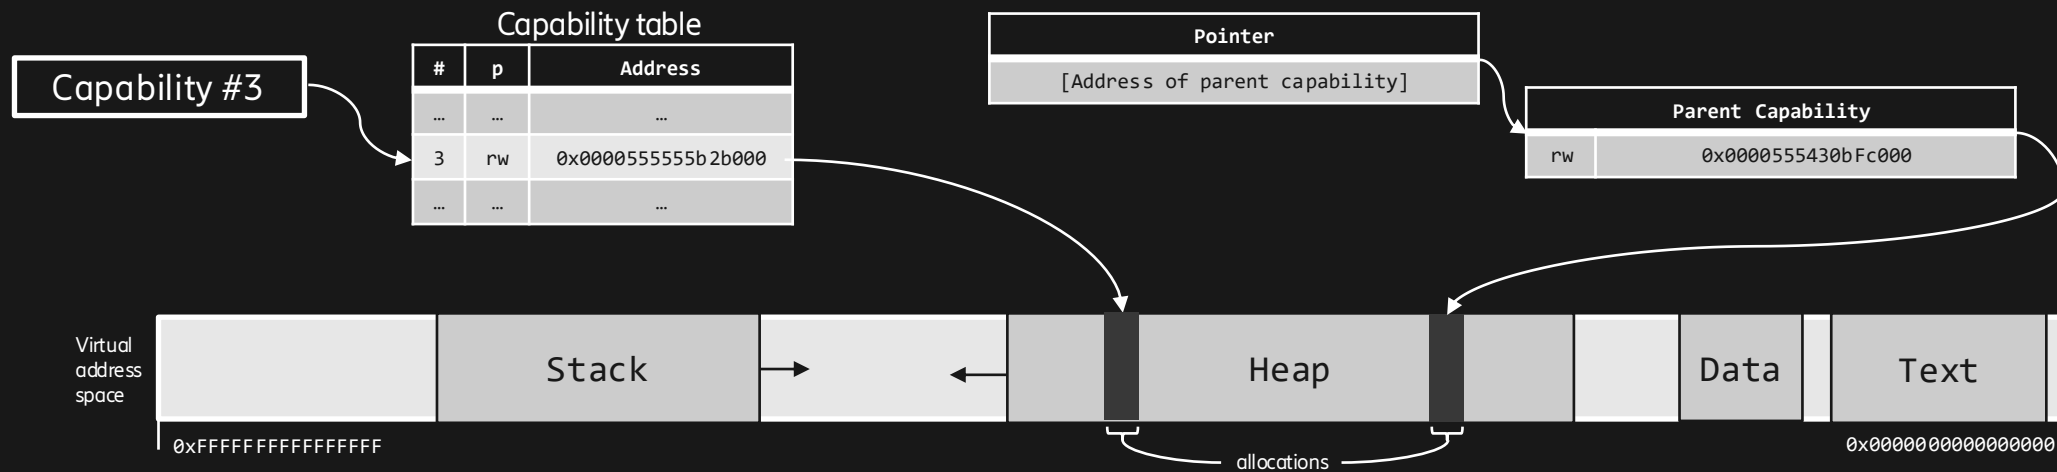 Capability table
Capability #3
# p Address
… … …
3 rw 0x0000555555b2b000
… … …
Pointer
[Address of parent capability]
Parent Capability
rw 0x0000555430bFc000
Virtual
address
space
Stack
Heap
Data
Text
0xFFFFFFFFFFFFFFFF
0x0000000000000000
allocations